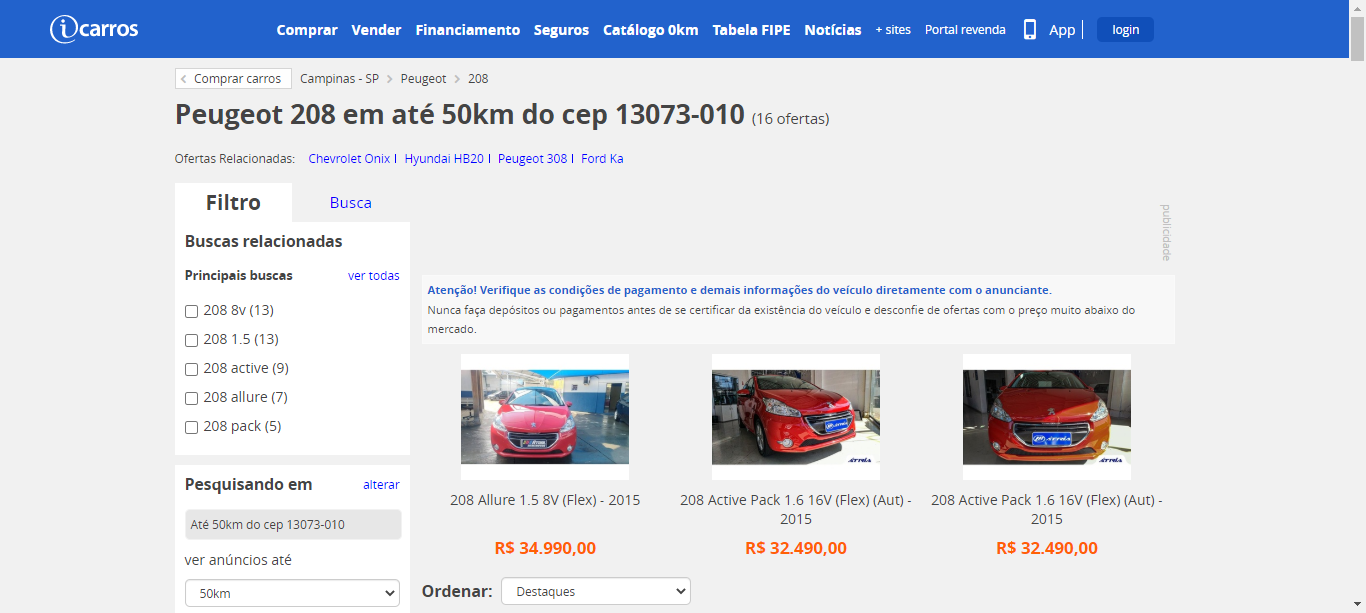 icarros
Comprar Vender Financiamento Seguros Catálogo 0km Tabela FIPE Notícias + sites Portal revenda App login
Comprar carros Campinas - SP Peugeot 208
Peugeot 208 em até 50km do cep 13073-010 (16 ofertas)
Ofertas Relacionadas: Chevrolet Onix | Hyundai HB20 | Peugeot 308 | Ford Ka
Filtro Busca
Buscas relacionadas
Principais buscas ver todas
208 8v (13)
208 1.5 (13)
208 active (9)
208 allure (7)
208 pack (5)
Pesquisando em alterar
Até 50km do cep 13073-010
ver anúncios até
50km
publicidade
Atenção! Verifique as condições de pagamento e demais informações do veículo diretamente com o anunciante.
Nunca faça depósitos ou pagamentos antes de se certificar da existência do veículo e desconfie de ofertas com o preço muito abaixo do
mercado.
208 Allure 1.5 8V (Flex) - 2015
R$ 34.990,00
208 Active Pack 1.6 16V (Flex) (Aut) -
2015
R$ 32.490,00
208 Active Pack 1.6 16V (Flex) (Aut) -
2015
R$ 32.490,00
Ordenar: Destaques